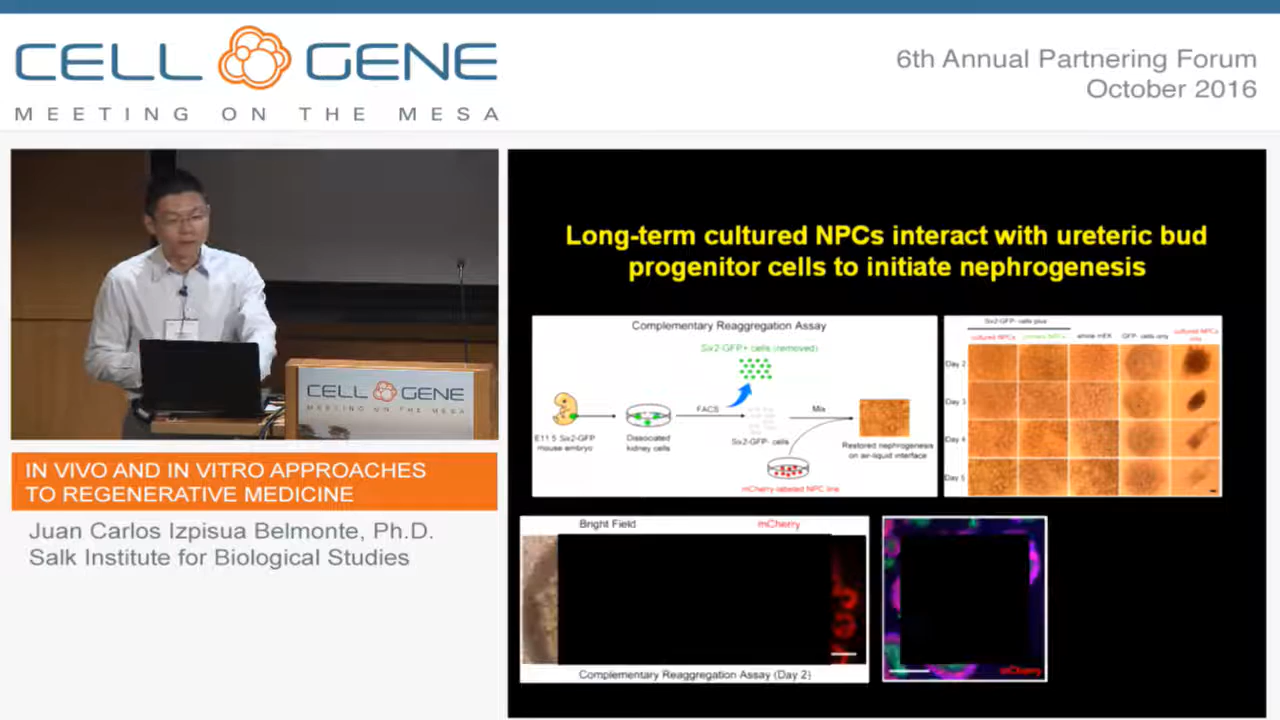 CELL GENE
MEETING ON THE MESA
6th Annual Partnering Forum
October 2016
CELL GENE
MEETING ON THE MESA
IN VIVO AND IN VITRO APPROACHES
TO REGENERATIVE MEDICINE
Juan Carlos Izpisua Belmonte, Ph.D.
Salk Institute for Biological Studies
Long-term cultured NPCs interact with ureteric bud
progenitor cells to initiate nephrogenesis
Complementary Reaggregation Assay
Six2-GFP+ cells (removed)
FACS
Mix
E11.5 Six2-GFP
mouse embryo
Dissociated
kidney cells
Six2-GFP- cells
Restored nephrogenesis
on air-liquid interface
mCherry-labeled NPC line
Six2-GFP- cells plus
cultured NPCs
primary NPCs
whole mEK
GFP- cells only
cultured NPCs
only
Day 2
Day 3
Day 4
Day 5
Bright Field
mCherry
Complementary Reaggregation Assay (Day 2)
mCherry